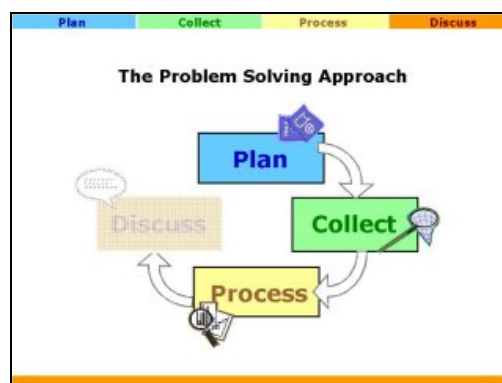 Plan Collect Process Discuss
The Problem Solving Approach
Plan
Discuss
Collect
Process